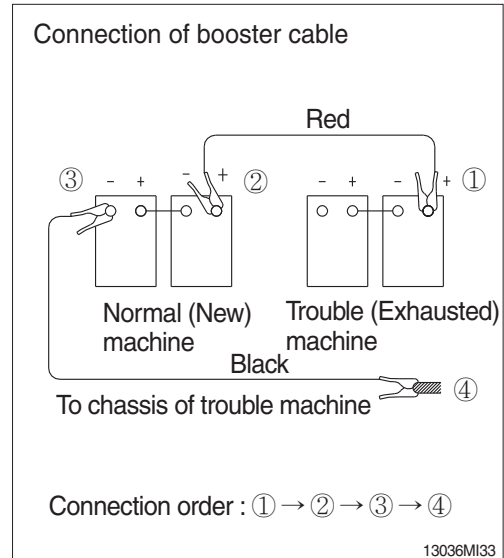 Connection of booster cable
Red
③ - + - + ② - + - + ①
Normal (New) machine
Trouble (Exhausted) machine
Black
④
To chassis of trouble machine
Connection order : ① → ② → ③ → ④
13036MI33